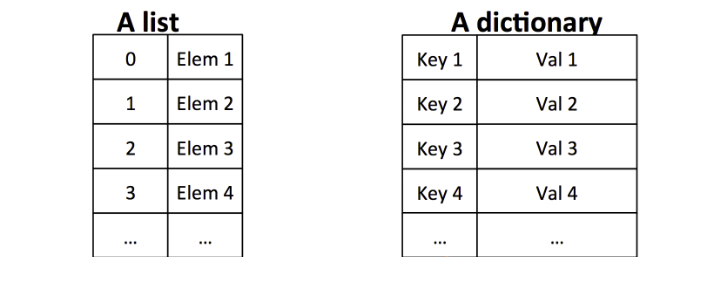 A list
0 Elem 1
1 Elem 2
2 Elem 3
3 Elem 4
... ...
A dictionary
Key 1 Val 1
Key 2 Val 2
Key 3 Val 3
Key 4 Val 4
... ...